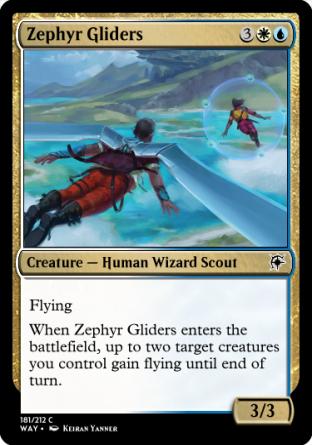 Zephyr Gliders 3
Creature — Human Wizard Scout
Flying
When Zephyr Gliders enters the
battlefield, up to two target creatures
you control gain flying until end of
turn.
3/3
181/212 C
WAY • Keiran Yanner